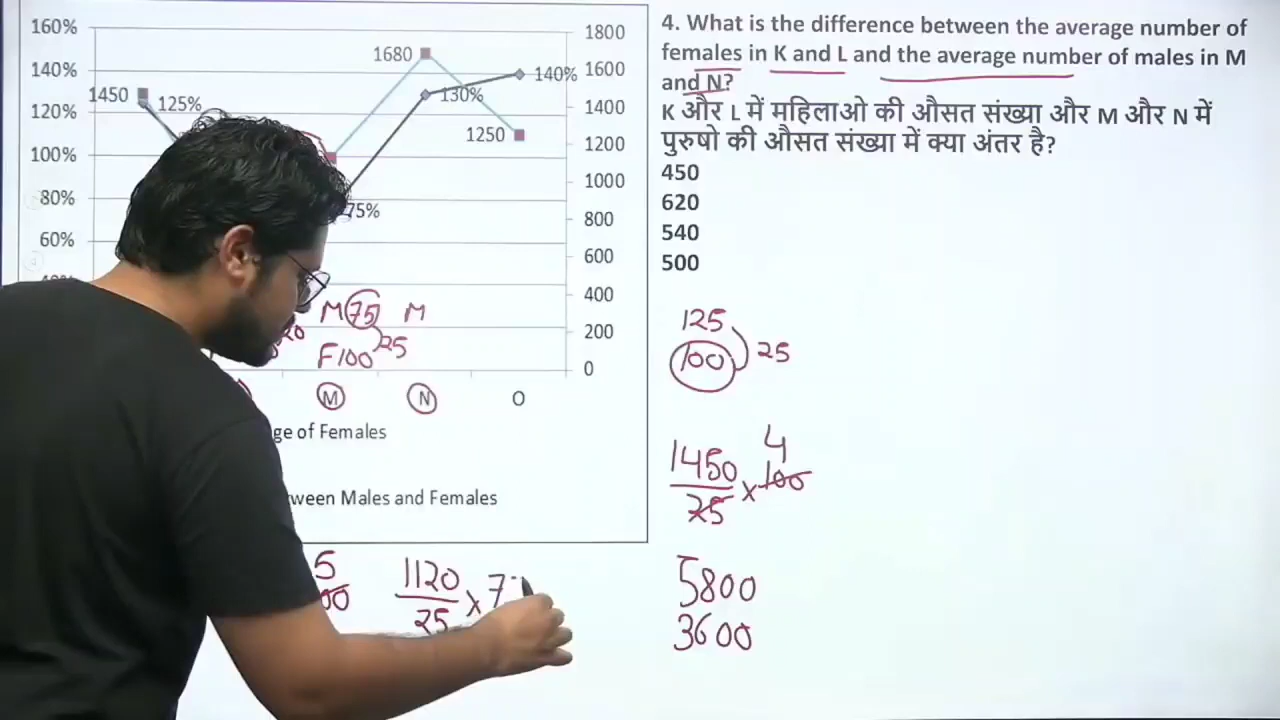 160%
140%
120%
100%
80%
60%
1800
1600
1400
1200
1000
800
600
400
200
0
1450
125%
1680
130%
140%
1250
75%
M 75 M
20
F 100 25
M N O
ge of Females
ween Males and Females
4. What is the difference between the average number of
females in K and L and the average number of males in M
and N?
K और L में महिलाओ की औसत संख्या और M और N में
पुरुषो की औसत संख्या में क्या अंतर है?
450
620
540
500
125
100 25
4
1450/25 × 100
5800
3600
5
00
1120/25 × 7